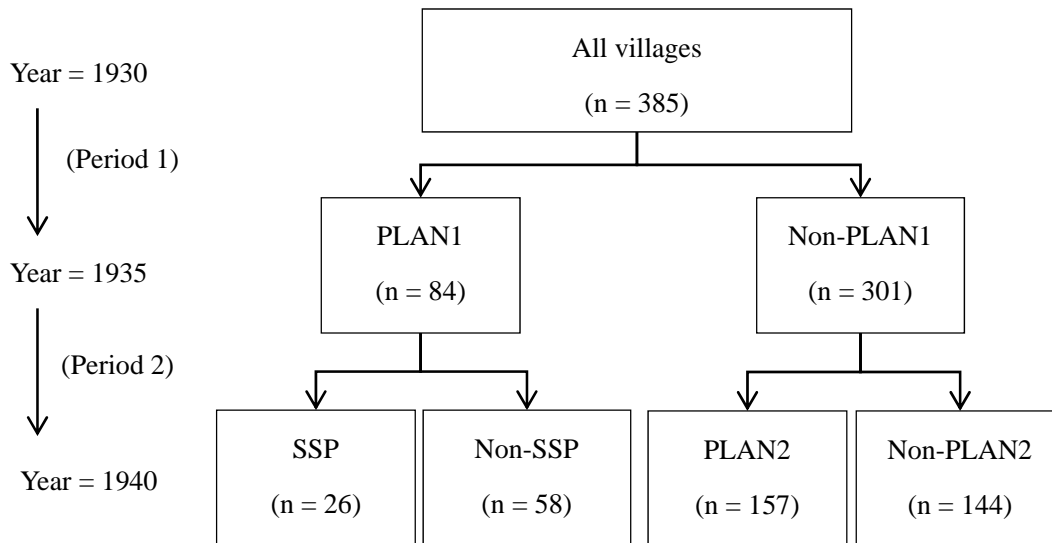 All villages
(n = 385)
Year = 1930
(Period 1)
PLAN1
(n = 84)
Non-PLAN1
(n = 301)
Year = 1935
(Period 2)
SSP
(n = 26)
Non-SSP
(n = 58)
PLAN2
(n = 157)
Non-PLAN2
(n = 144)
Year = 1940